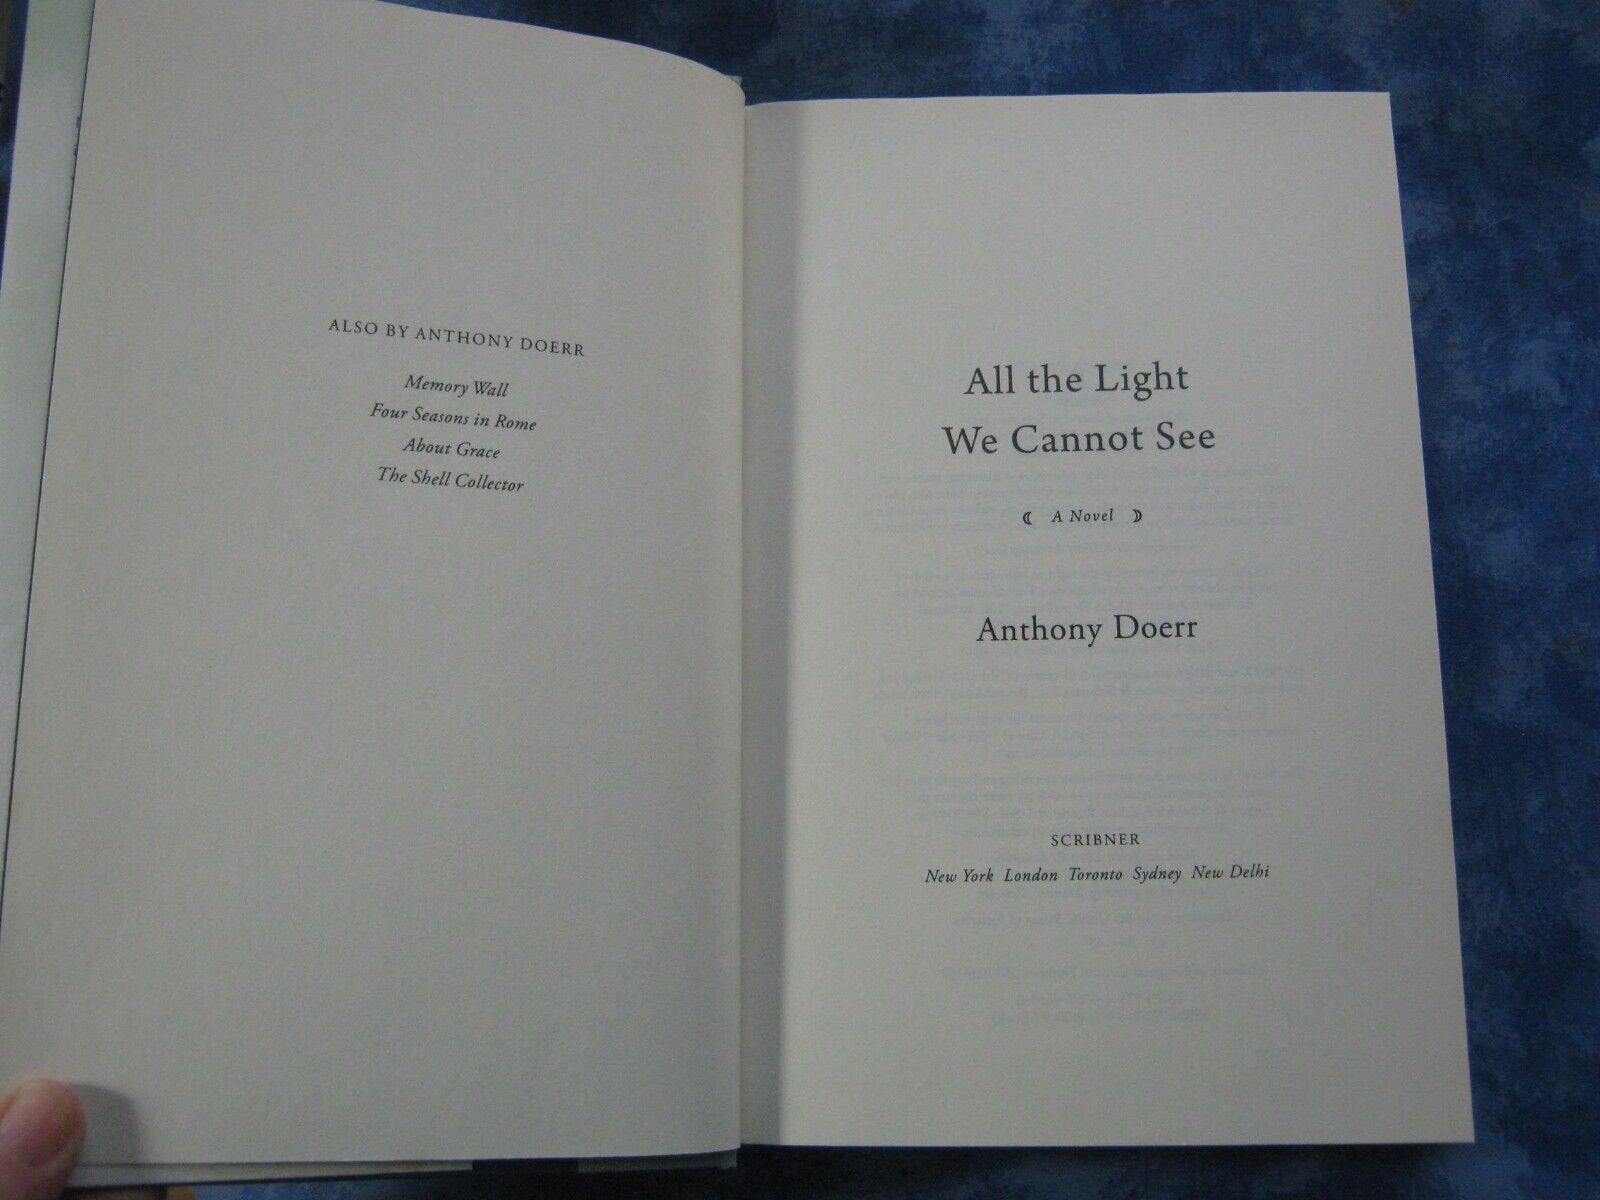 ALSO BY ANTHONY DOERR
Memory Wall
Four Seasons in Rome
About Grace
The Shell Collector
All the Light
We Cannot See
A Novel
Anthony Doerr
SCRIBNER
New York London Toronto Sydney New Delhi